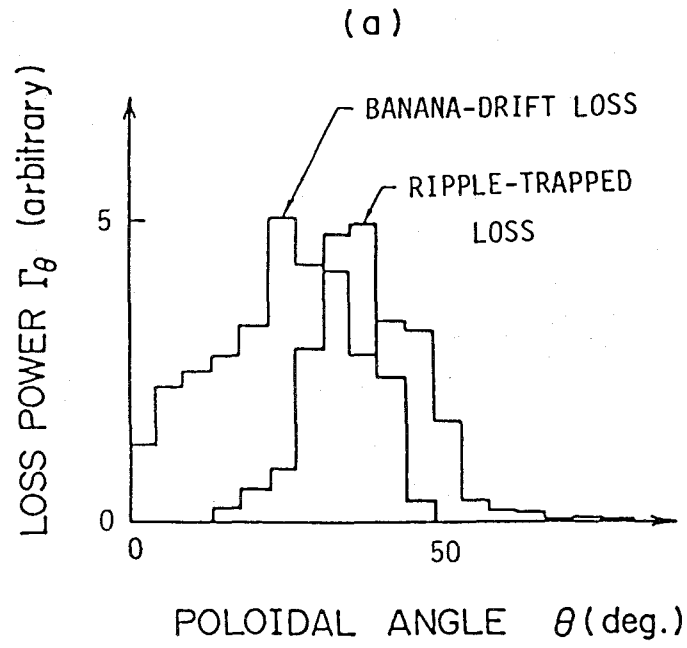 (a)
BANANA-DRIFT LOSS
RIPPLE-TRAPPED
LOSS
LOSS POWER Γθ (arbitrary)
5
0
0
50
POLOIDAL ANGLE θ(deg.)